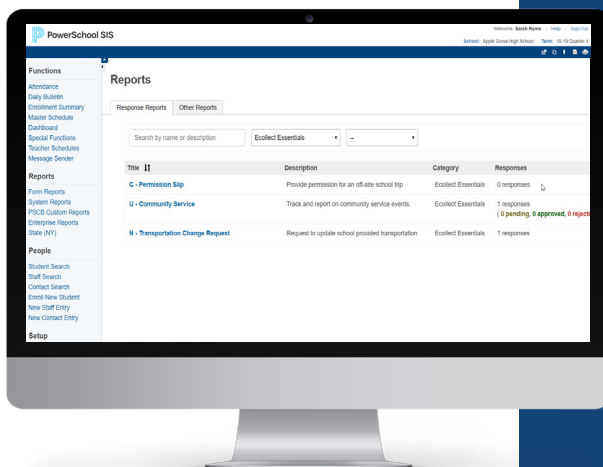 PowerSchool SIS
Welcome, Sarah Ryms | Help | Sign Out
School: Apple Grove High School Term: 18-19 Quarter 4
Functions
Attendance
Daily Bulletin
Enrollment Summary
Master Schedule
Dashboard
Special Functions
Teacher Schedules
Message Sender
Reports
Form Reports
System Reports
PSCB Custom Reports
Enterprise Reports
State (NY)
People
Student Search
Staff Search
Contact Search
Enroll New Student
New Staff Entry
New Contact Entry
Setup
Reports
Response Reports Other Reports
Search by name or description Ecollect Essentials --
Title Description Category Responses
C - Permission Slip Provide permission for an off-site school trip Ecollect Essentials 0 responses
U - Community Service Track and report on community service events. Ecollect Essentials 1 responses
( 0 pending, 0 approved, 0 rejecte
N - Transportation Change Request Request to update school provided transportation Ecollect Essentials 1 responses